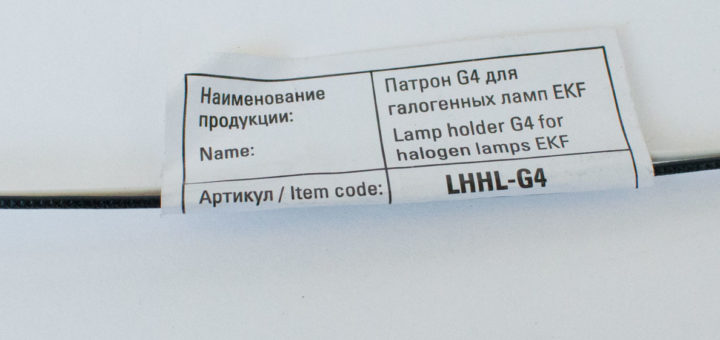 Наименование
продукции:
Name:
Патрон G4 для
галогенных ламп EKF
Lamp holder G4 for
halogen lamps EKF
Артикул / Item code:
LHHL-G4